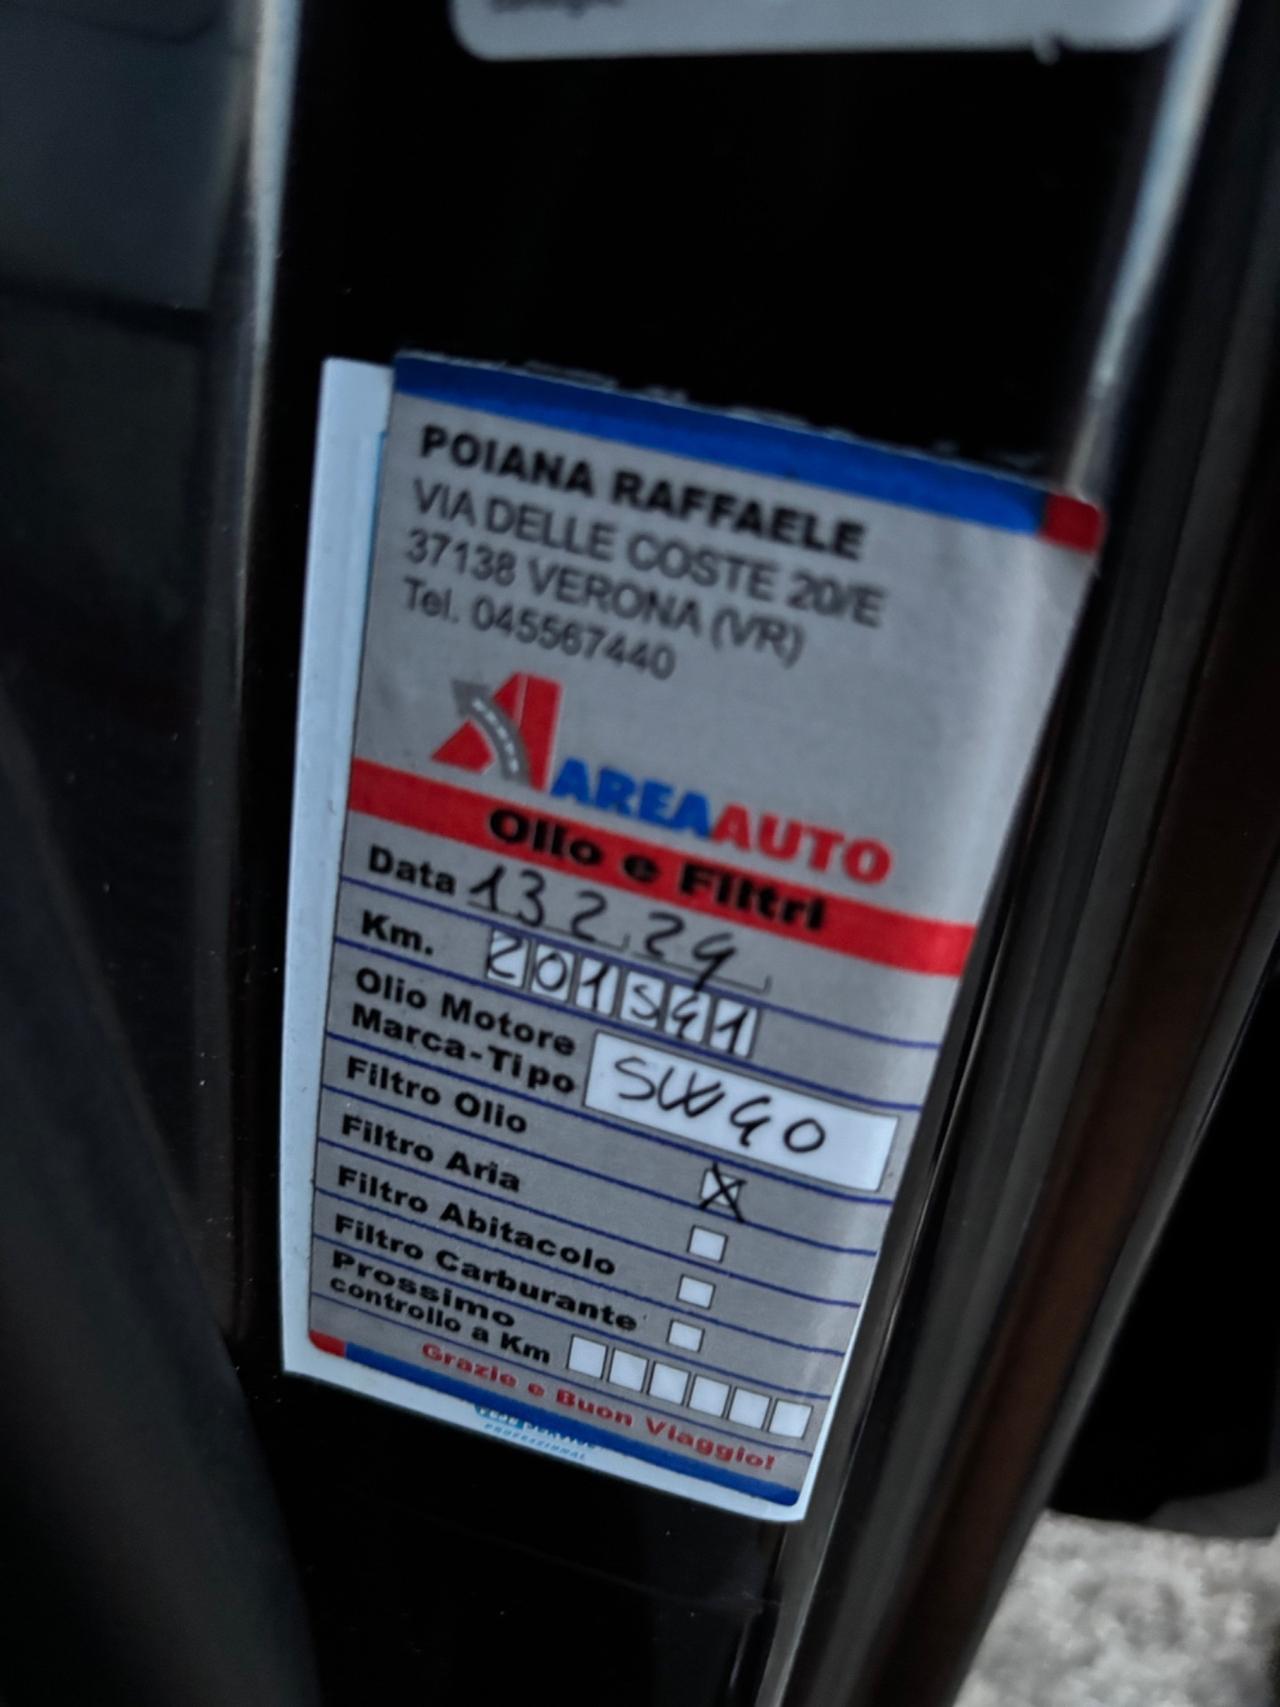 POIANA RAFFAELE
VIA DELLE COSTE 20/E
37138 VERONA (VR)
Tel. 045567440
AREAAUTO
Olio e Filtri
Data 13 2 24
Km. 201541
Olio Motore
Marca-Tipo 5W40
Filtro Olio
Filtro Aria
Filtro Abitacolo
Filtro Carburante
Prossimo
controllo a Km
Grazie e Buon Viaggio!
PROFESSIONAL